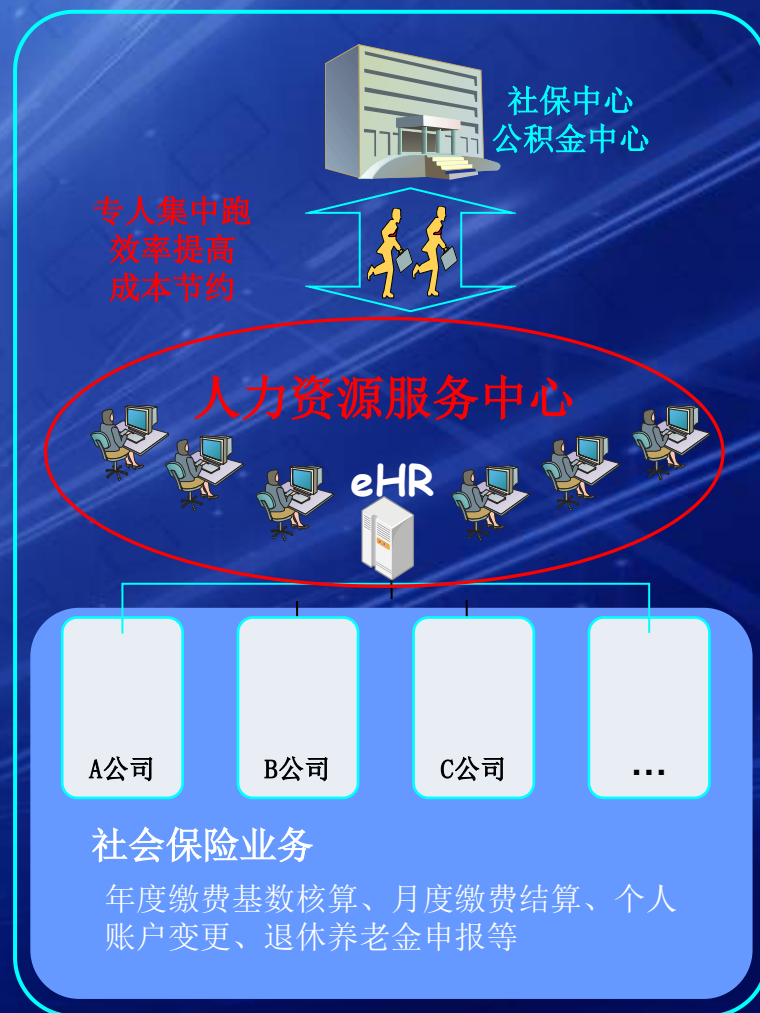 社保中心
公积金中心
专人集中跑
效率提高
成本节约
人力资源服务中心
eHR
A公司
B公司
C公司
...
社会保险业务
年度缴费基数核算、月度缴费结算、个人
账户变更、退休养老金申报等